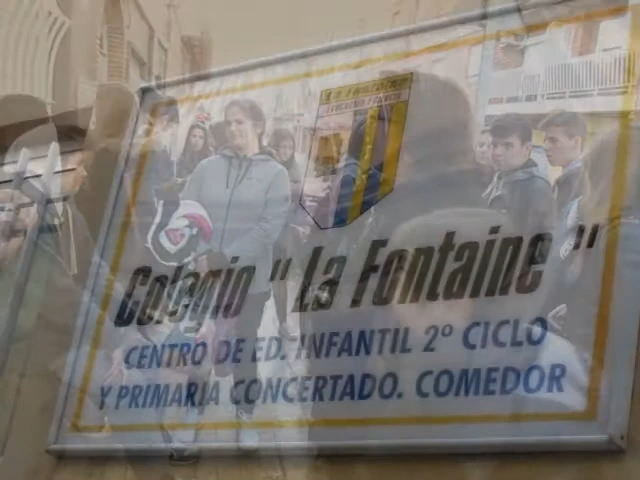 Colegio " La Fontaine "
CENTRO DE ED. INFANTIL 2º CICLO
Y PRIMARIA CONCERTADO. COMEDOR